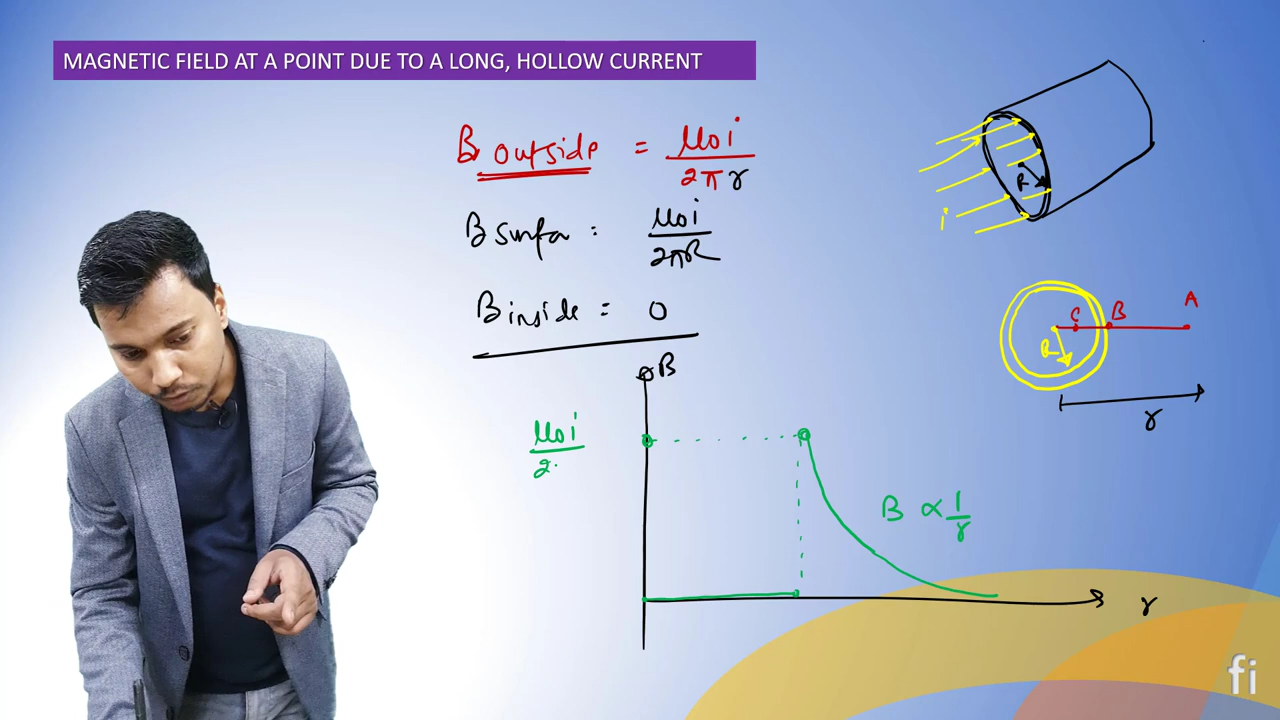 MAGNETIC FIELD AT A POINT DUE TO A LONG, HOLLOW CURRENT
B outside = μ₀i / 2πr
B surfa = μ₀i / 2πR
B inside = 0
B
μ₀i / 2
B ∝ 1/r
r
i
R
C B A
R
r
fi